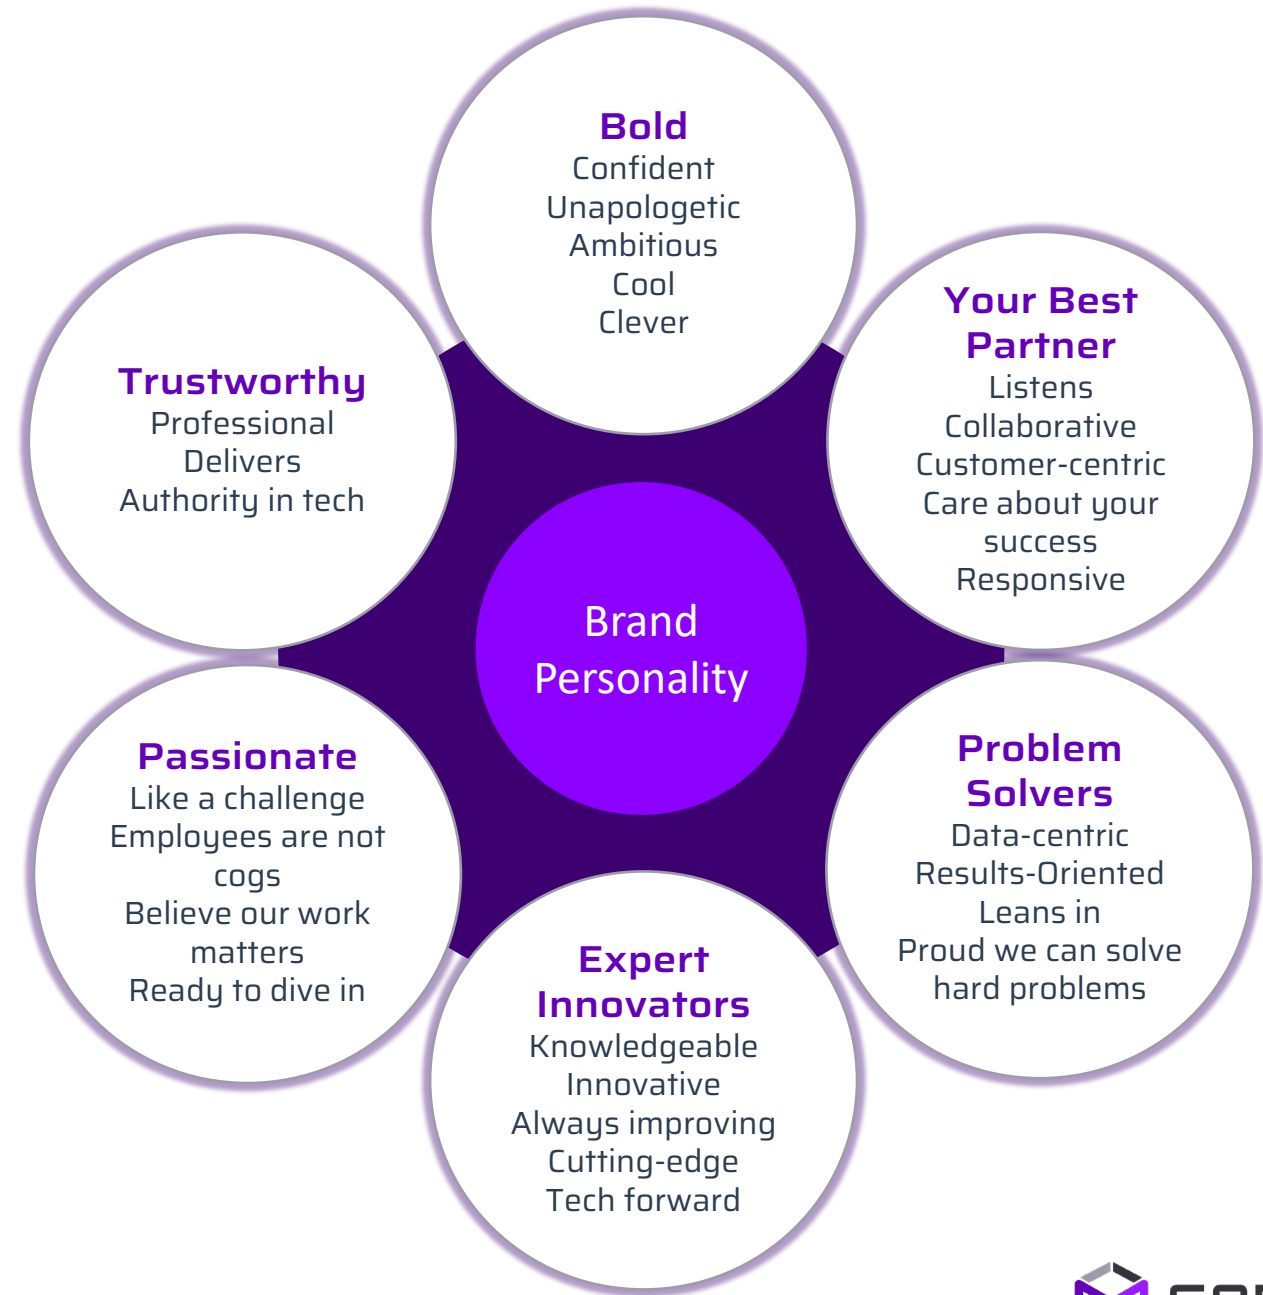 Bold
Confident
Unapologetic
Ambitious
Cool
Clever
Your Best
Partner
Listens
Collaborative
Customer-centric
Care about your
success
Responsive
Trustworthy
Professional
Delivers
Authority in tech
Brand
Personality
Passionate
Like a challenge
Employees are not
cogs
Believe our work
matters
Ready to dive in
Problem
Solvers
Data-centric
Results-Oriented
Leans in
Proud we can solve
hard problems
Expert
Innovators
Knowledgeable
Innovative
Always improving
Cutting-edge
Tech forward